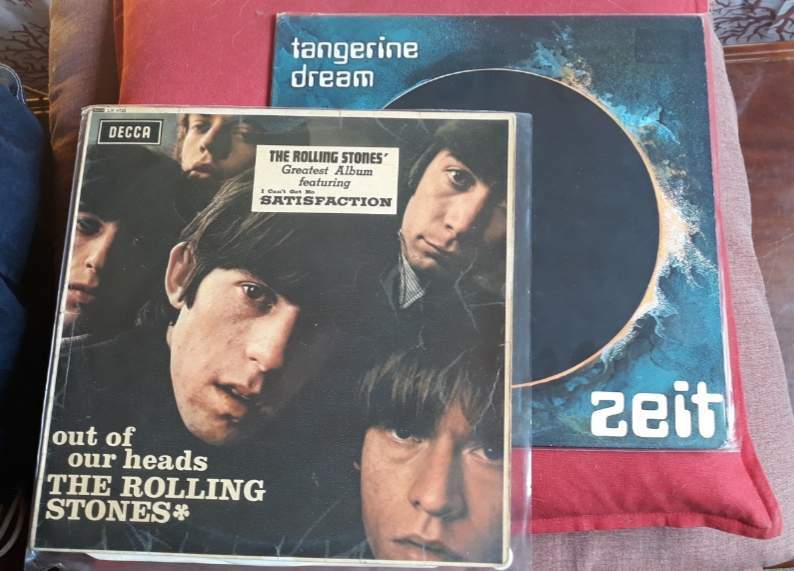 tangerine
dream
zeit
DECCA
THE ROLLING STONES'
Greatest Album
featuring
I Can't Get No
SATISFACTION
out of
our heads
THE ROLLING
STONES*